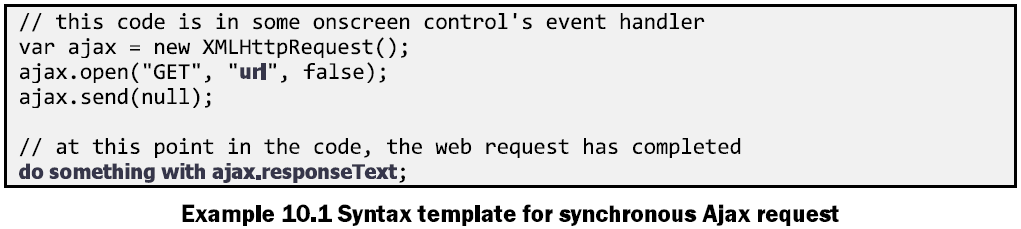 // this code is in some onscreen control's event handler
var ajax = new XMLHttpRequest();
ajax.open("GET", "url", false);
ajax.send(null);
// at this point in the code, the web request has completed
do something with ajax.responseText;
Example 10.1 Syntax template for synchronous Ajax request